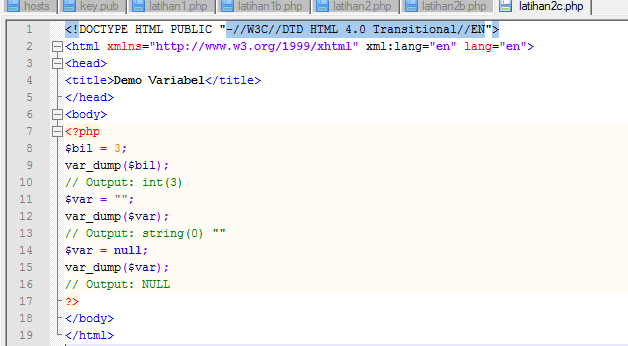 hosts key.pub latihan1.php latihan1b.php latihan2.php latihan2b.php latihan2c.php
1 <!DOCTYPE HTML PUBLIC "-//W3C//DTD HTML 4.0 Transitional//EN">
2 <html xmlns="http://www.w3.org/1999/xhtml" xml:lang="en" lang="en">
3 <head>
4 <title>Demo Variabel</title>
5 </head>
6 <body>
7 <?php
8 $bil = 3;
9 var_dump($bil);
10 // Output: int(3)
11 $var = "";
12 var_dump($var);
13 // Output: string(0) ""
14 $var = null;
15 var_dump($var);
16 // Output: NULL
17 ?>
18 </body>
19 </html>